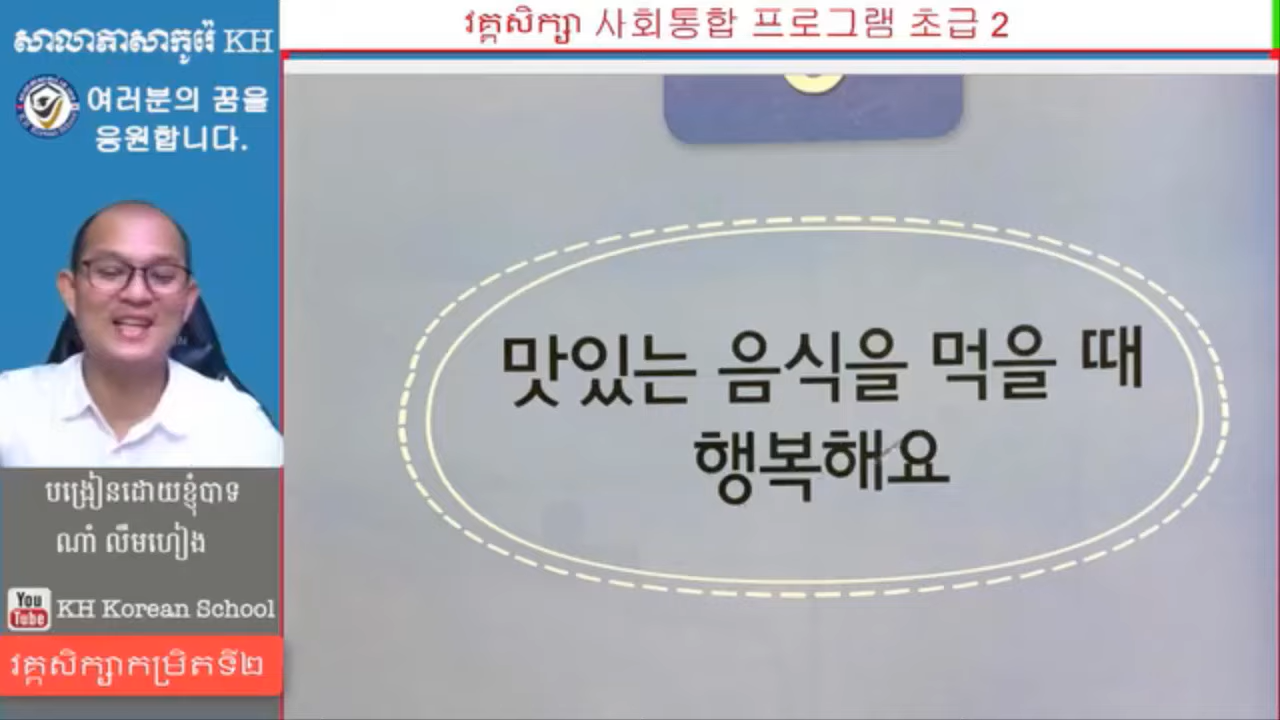 វគ្គសិក្សា 사회통합 프로그램 초급 2
សាលាភាសាកូរ៉េ KH
여러분의 꿈을
응원합니다.
맛있는 음식을 먹을 때
행복해요
បង្រៀនដោយខ្ញុំបាទ
ណាំ លឹមហៀង
You
Tube
KH Korean School
វគ្គសិក្សាកម្រិតទី២